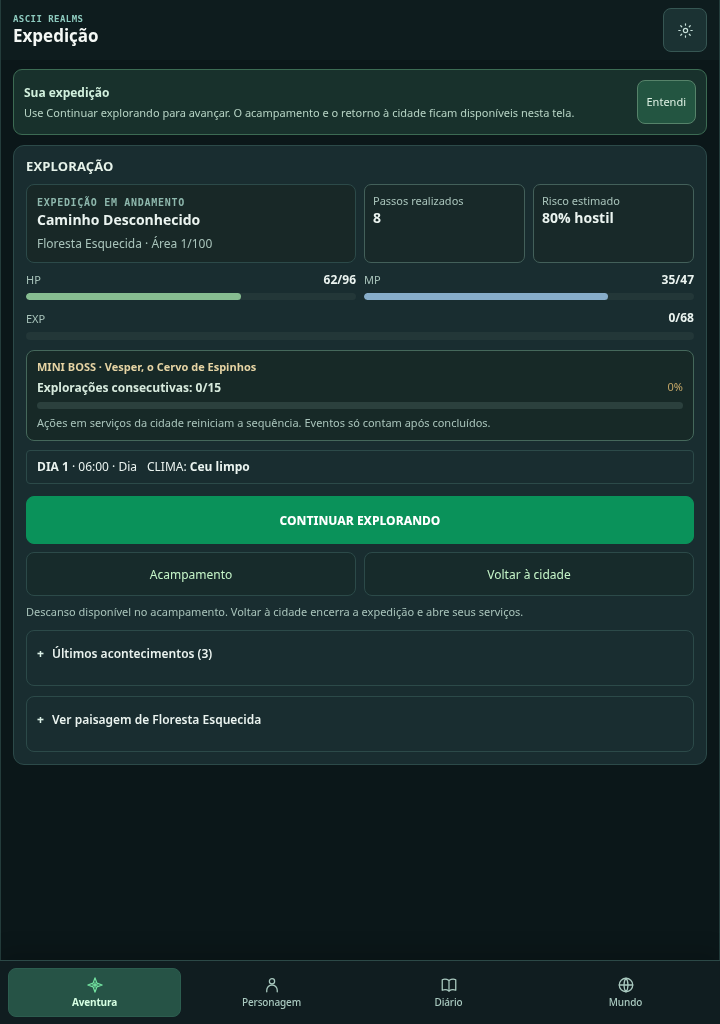 ASCII REALMS
Expedição
Sua expedição
Use Continuar explorando para avançar. O acampamento e o retorno à cidade ficam disponíveis nesta tela.
Entendi
EXPLORAÇÃO
EXPEDIÇÃO EM ANDAMENTO
Caminho Desconhecido
Floresta Esquecida · Área 1/100
Passos realizados
8
Risco estimado
80% hostil
HP 62/96
MP 35/47
EXP 0/68
MINI BOSS · Vesper, o Cervo de Espinhos
Explorações consecutivas: 0/15 0%
Ações em serviços da cidade reiniciam a sequência. Eventos só contam após concluídos.
DIA 1 · 06:00 · Dia CLIMA: Ceu limpo
CONTINUAR EXPLORANDO
Acampamento
Voltar à cidade
Descanso disponível no acampamento. Voltar à cidade encerra a expedição e abre seus serviços.
+ Últimos acontecimentos (3)
+ Ver paisagem de Floresta Esquecida
Aventura
Personagem
Diário
Mundo